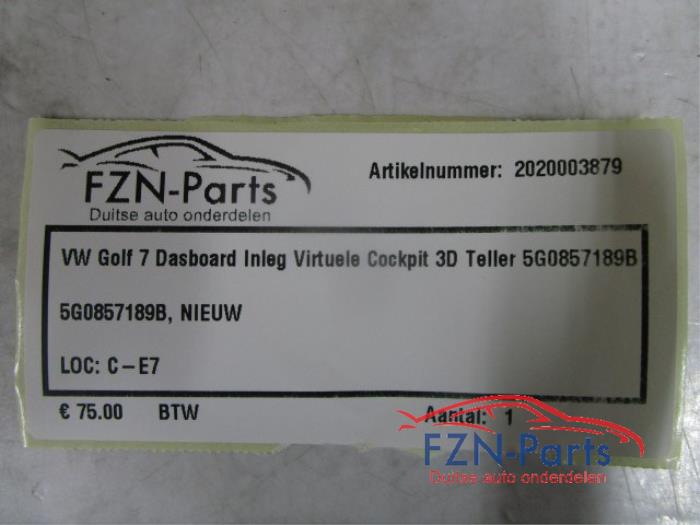 FZN-Parts
Duitse auto onderdelen
Artikelnummer: 2020003879
VW Golf 7 Dasboard Inleg Virtuele Cockpit 3D Teller 5G0857189B
5G0857189B, NIEUW
LOC: C-E7
€ 75.00 BTW
Aantal: 1
FZN-Parts
Duitse auto onderdelen